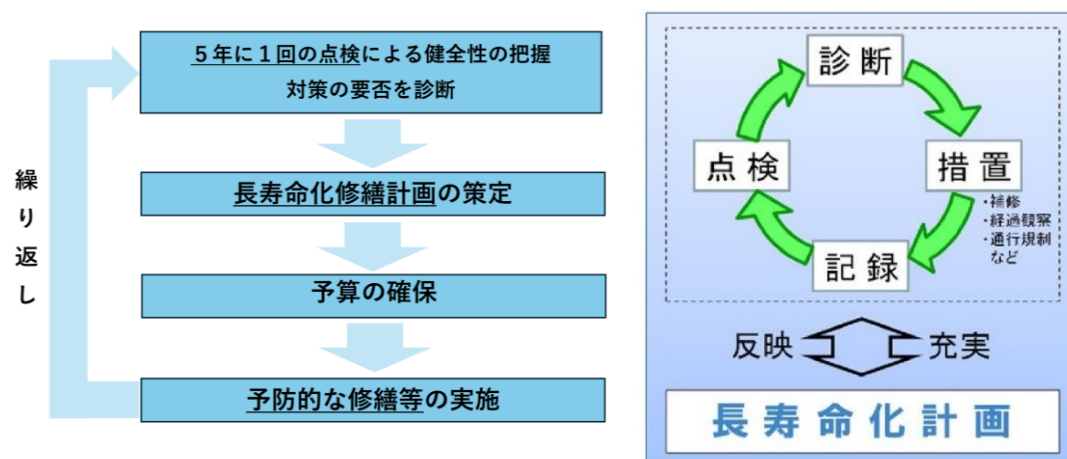 ５年に１回の点検による健全性の把握
対策の要否を診断
長寿命化修繕計画の策定
予算の確保
予防的な修繕等の実施
繰り返し
診断
点検
措置
・補修
・経過観察
・通行規制
など
記録
反映
充実
長寿命化計画